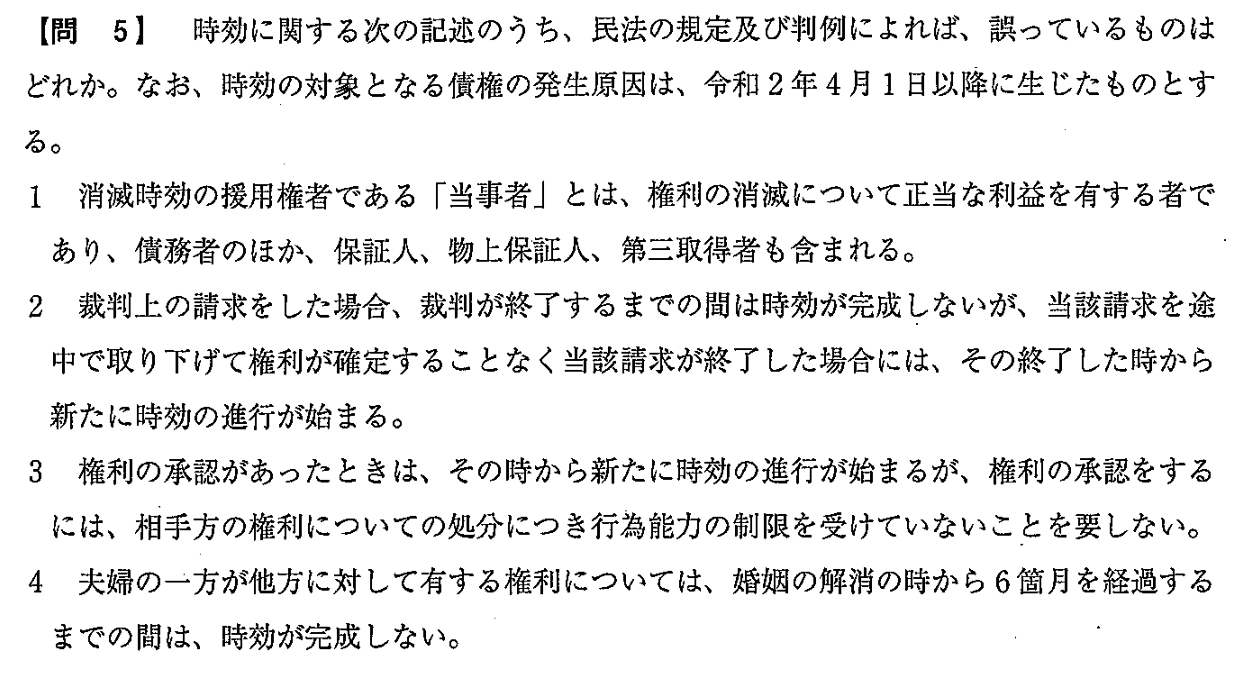 【問　5】　時効に関する次の記述のうち、民法の規定及び判例によれば、誤っているものは
どれか。なお、時効の対象となる債権の発生原因は、令和2年4月1日以降に生じたものとす
る。
1　消滅時効の援用権者である「当事者」とは、権利の消滅について正当な利益を有する者で
あり、債務者のほか、保証人、物上保証人、第三取得者も含まれる。
2　裁判上の請求をした場合、裁判が終了するまでの間は時効が完成しないが、当該請求を途
中で取り下げて権利が確定することなく当該請求が終了した場合には、その終了した時から
新たに時効の進行が始まる。
3　権利の承認があったときは、その時から新たに時効の進行が始まるが、権利の承認をする
には、相手方の権利についての処分につき行為能力の制限を受けていないことを要しない。
4　夫婦の一方が他方に対して有する権利については、婚姻の解消の時から6箇月を経過する
までの間は、時効が完成しない。